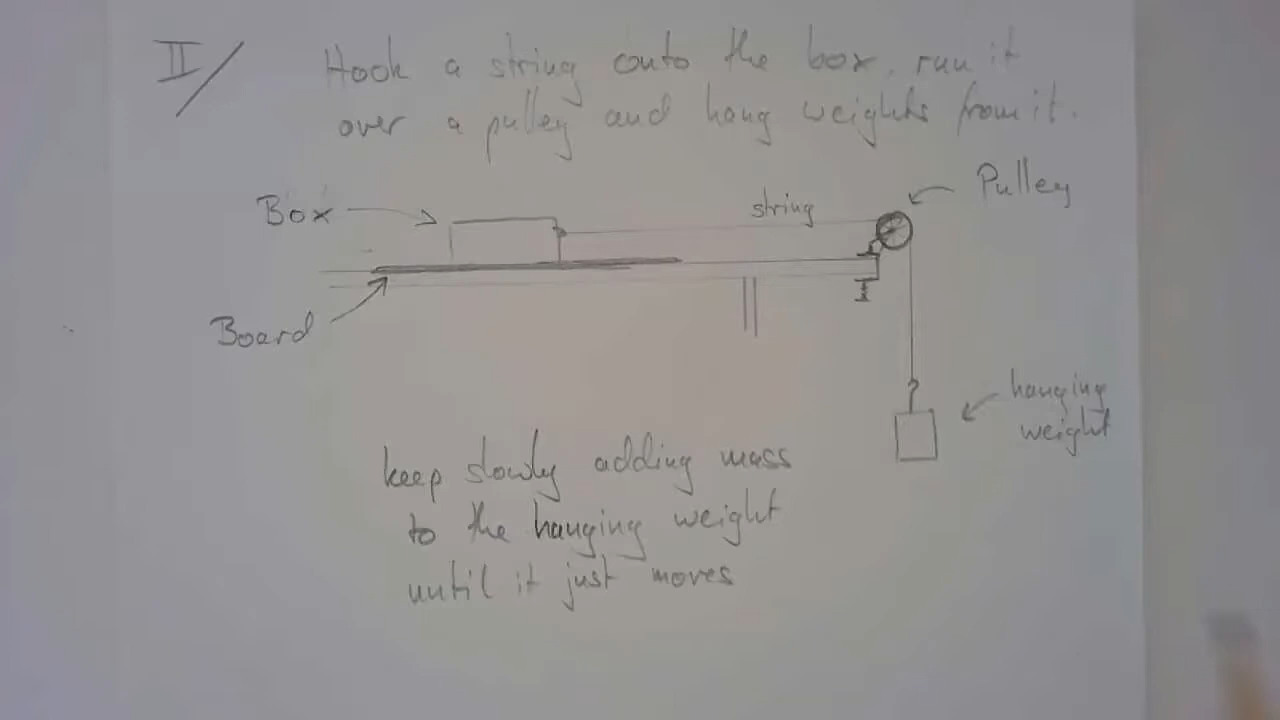 II/ Hook a string onto the box, run it
over a pulley and hang weights from it.
Pulley
Box
string
Board
hanging
weight
keep slowly adding mass
to the hanging weight
until it just moves